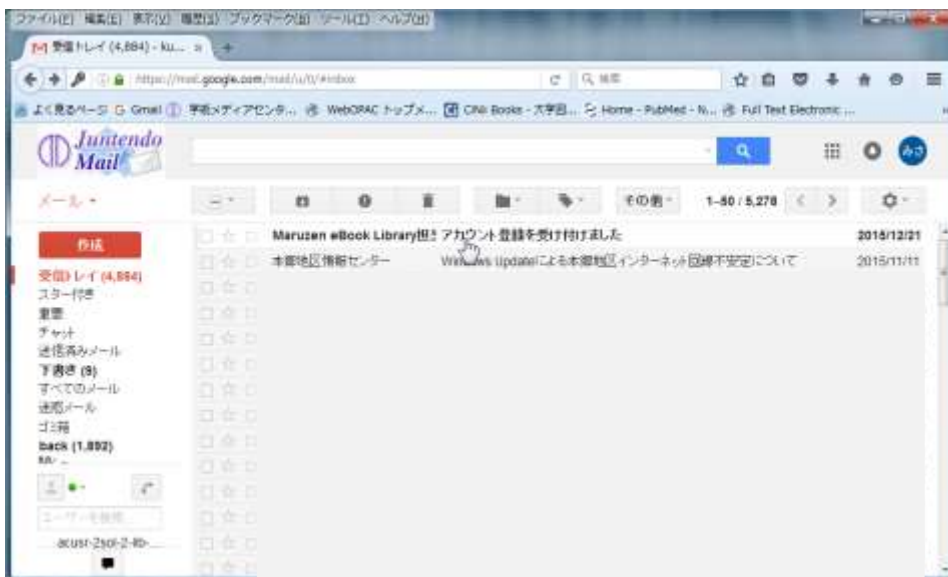 ファイル(E) 編集(E) 表示(V) 履歴(S) ブックマーク(B) ツール(T) ヘルプ(H)
受信トレイ (4,884) - ku...
https://mail.google.com/mail/u/0/#inbox
検索
よく見るページ Gmail 学術メディアセンタ... WebOPAC トップメ... CiNii Books - 大学図... Home - PubMed - N... Full Text Electronic ...
Juntendo
Mail
みさ
メール
その他
1–50 / 5,278
作成
Maruzen eBook Library担当 アカウント登録を受け付けました 2015/12/21
本郷地区情報センター Windows Updateによる本郷地区インターネット回線不安定について 2015/11/11
受信トレイ (4,884)
スター付き
重要
チャット
送信済みメール
下書き (9)
すべてのメール
迷惑メール
ゴミ箱
back (1,892)
ユーザーを検索...